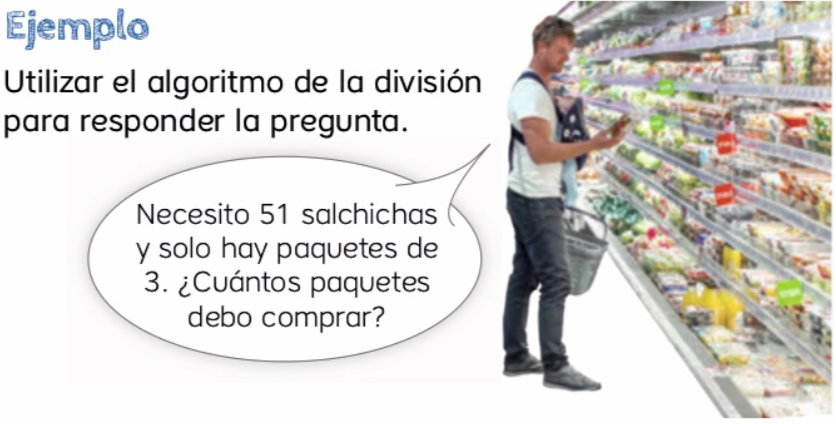 Ejemplo
Utilizar el algoritmo de la división
para responder la pregunta.
Necesito 51 salchichas
y solo hay paquetes de
3. ¿Cuántos paquetes
debo comprar?